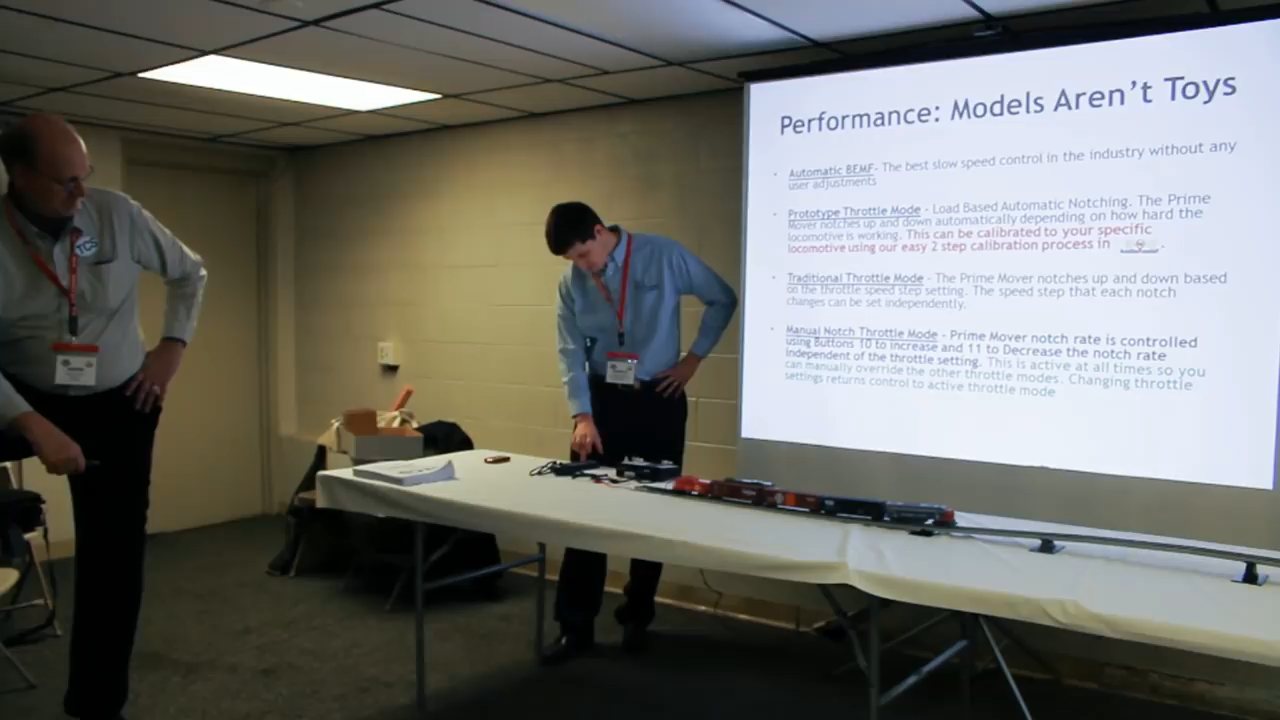 TCS
Performance: Models Aren't Toys
Automatic BEMF- The best slow speed control in the industry without any
user adjustments
Prototype Throttle Mode - Load Based Automatic Notching. The Prime
Mover notches up and down automatically depending on how hard the
locomotive is working. This can be calibrated to your specific
locomotive using our easy 2 step calibration process in .
Traditional Throttle Mode - The Prime Mover notches up and down based
on the throttle speed step setting. The speed step that each notch
changes can be set independently.
Manual Notch Throttle Mode - Prime Mover notch rate is controlled
using Buttons 10 to increase and 11 to Decrease the notch rate
independent of the throttle setting. This is active at all times so you
can manually override the other throttle modes. Changing throttle
settings returns control to active throttle mode